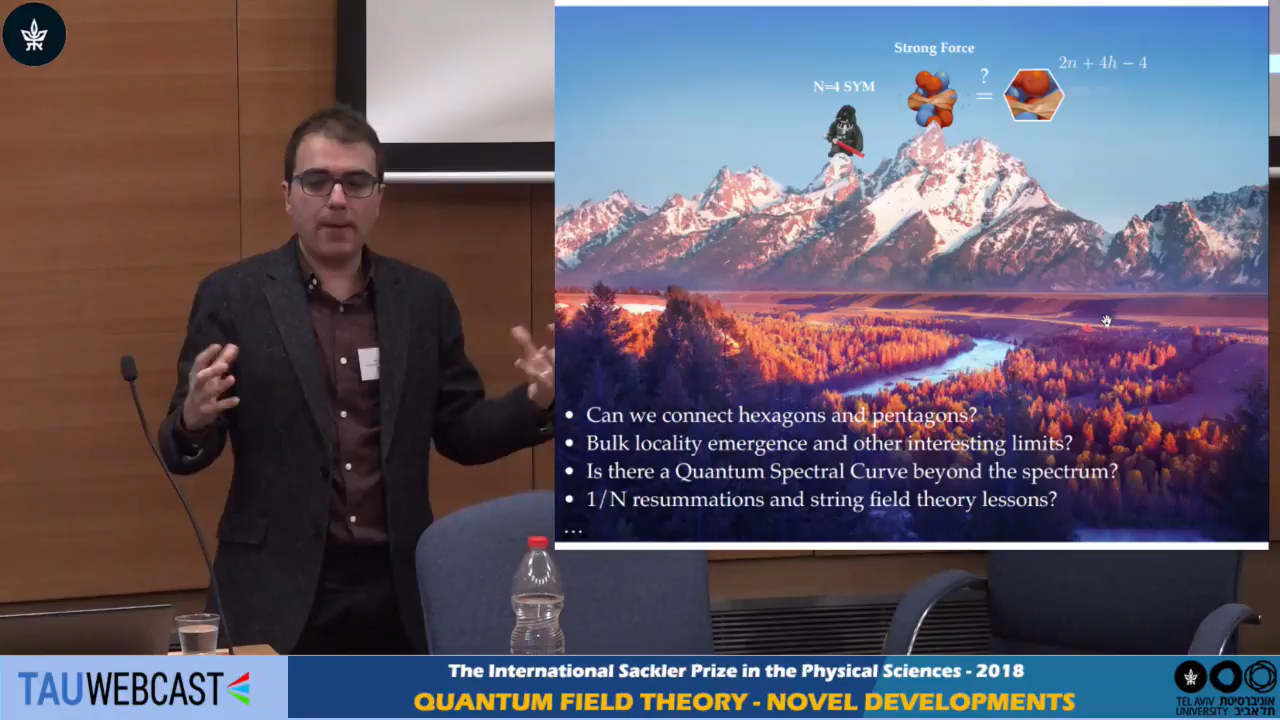 Strong Force
2n + 4h − 4
?
=
N=4 SYM
• Can we connect hexagons and pentagons?
• Bulk locality emergence and other interesting limits?
• Is there a Quantum Spectral Curve beyond the spectrum?
• 1/N resummations and string field theory lessons?
...
The International Sackler Prize in the Physical Sciences - 2018
TAUWEBCAST
QUANTUM FIELD THEORY - NOVEL DEVELOPMENTS
TEL AVIV אוניברסיטת
UNIVERSITY תל אביב